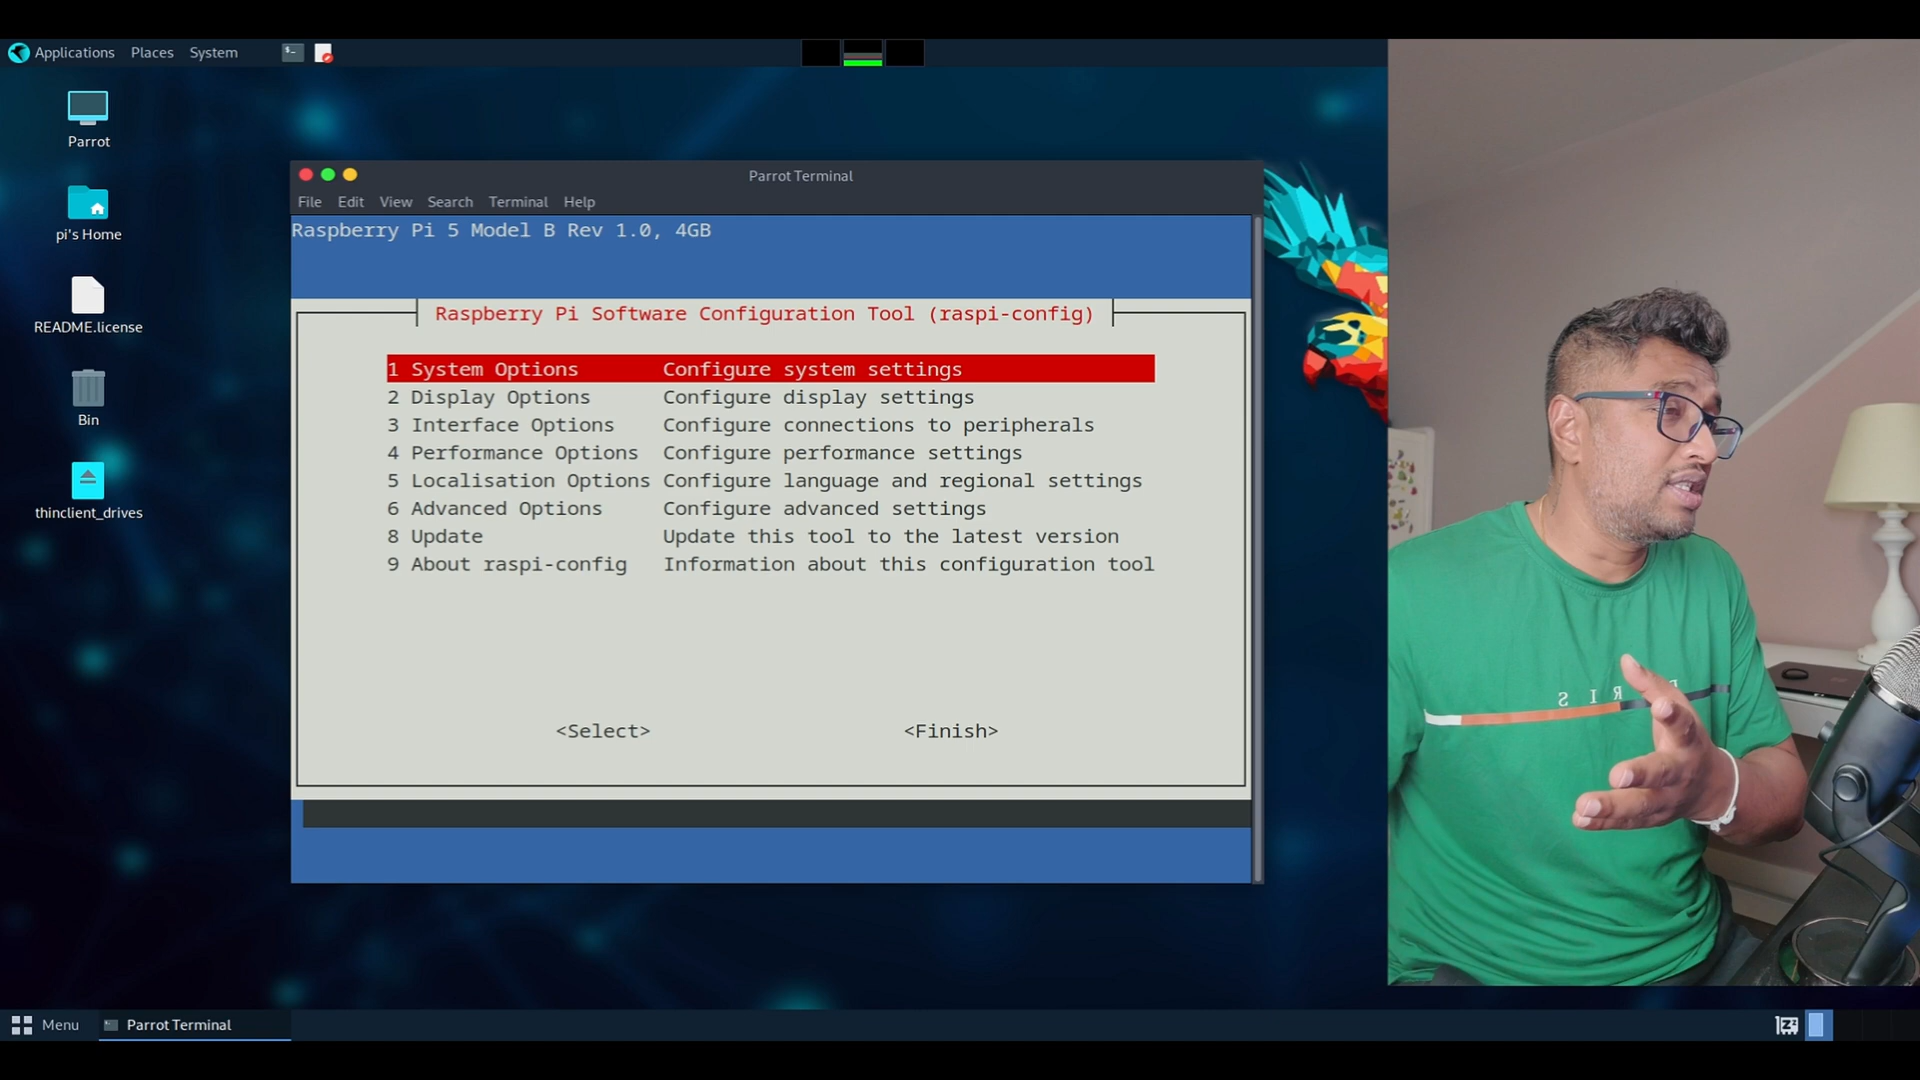 Applications Places System
Parrot
pi's Home
README.license
Bin
thinclient_drives
Parrot Terminal
File Edit View Search Terminal Help
Raspberry Pi 5 Model B Rev 1.0, 4GB
Raspberry Pi Software Configuration Tool (raspi-config)
1 System Options Configure system settings
2 Display Options Configure display settings
3 Interface Options Configure connections to peripherals
4 Performance Options Configure performance settings
5 Localisation Options Configure language and regional settings
6 Advanced Options Configure advanced settings
8 Update Update this tool to the latest version
9 About raspi-config Information about this configuration tool
<Select> <Finish>
Menu Parrot Terminal